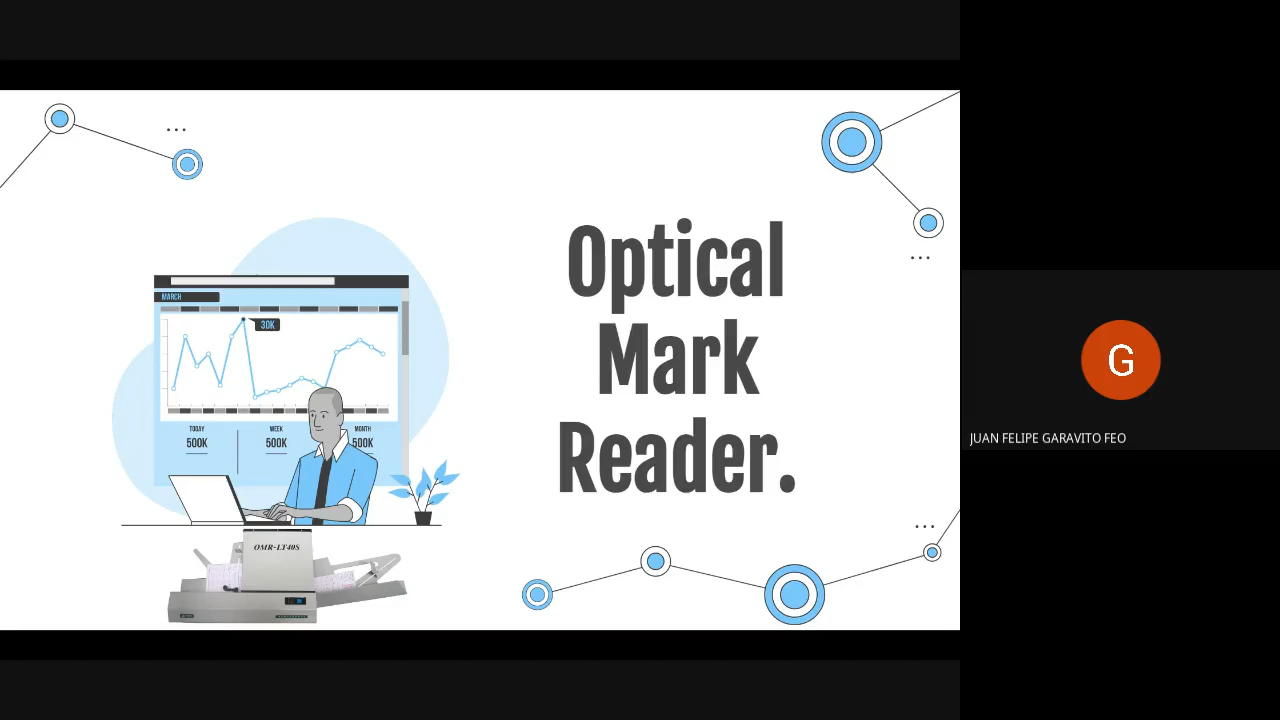 Optical
Mark
Reader.
MARCH
30K
TODAY
500K
WEEK
500K
MONTH
500K
OMR-LT40S
G
JUAN FELIPE GARAVITO FEO